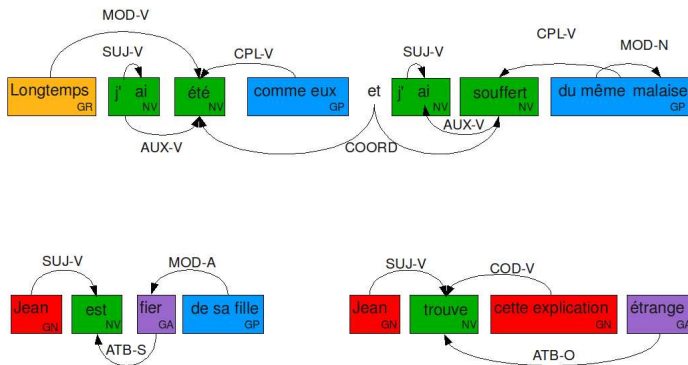 MOD-V
SUJ-V CPL-V SUJ-V CPL-V MOD-N
Longtemps GR j' ai NV été NV comme eux GP et j' ai NV souffert NV du même malaise GP
AUX-V COORD AUX-V
SUJ-V MOD-A SUJ-V COD-V
Jean GN est NV fier GA de sa fille GP Jean GN trouve NV cette explication GN étrange GA
ATB-S ATB-O